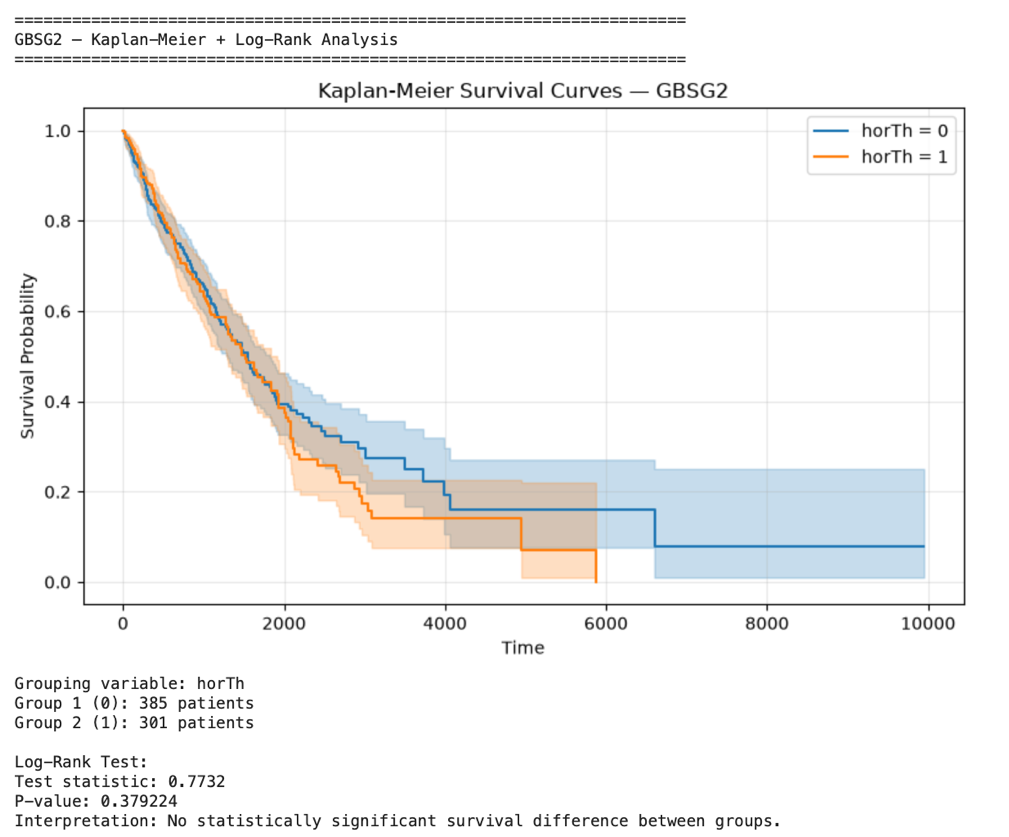 ======================================================================
GBSG2 — Kaplan-Meier + Log-Rank Analysis
======================================================================
Kaplan-Meier Survival Curves — GBSG2
horTh = 0
horTh = 1
1.0
0.8
0.6
0.4
0.2
0.0
Survival Probability
0 2000 4000 6000 8000 10000
Time
Grouping variable: horTh
Group 1 (0): 385 patients
Group 2 (1): 301 patients
Log-Rank Test:
Test statistic: 0.7732
P-value: 0.379224
Interpretation: No statistically significant survival difference between groups.